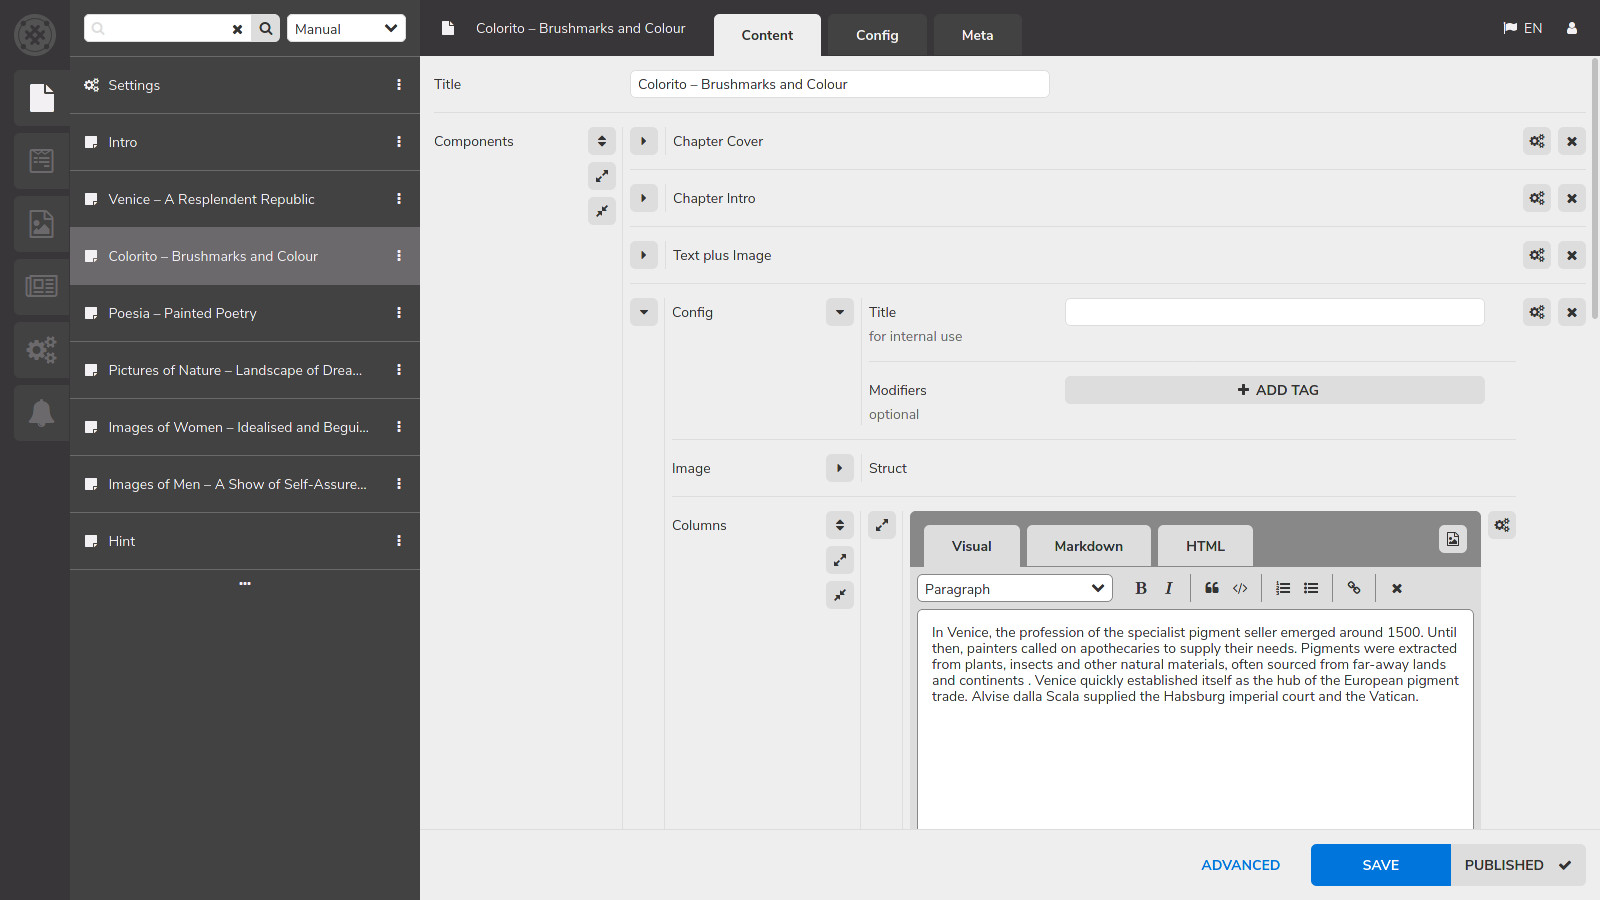 Manual
Settings
Intro
Venice – A Resplendent Republic
Colorito – Brushmarks and Colour
Poesia – Painted Poetry
Pictures of Nature – Landscape of Drea...
Images of Women – Idealised and Begui...
Images of Men – A Show of Self-Assure...
Hint
Colorito – Brushmarks and Colour
Content
Config
Meta
EN
Title
Colorito – Brushmarks and Colour
Components
Chapter Cover
Chapter Intro
Text plus Image
Config
Title
for internal use
Modifiers
optional
ADD TAG
Image
Struct
Columns
Visual
Markdown
HTML
Paragraph
B I
In Venice, the profession of the specialist pigment seller emerged around 1500. Until
then, painters called on apothecaries to supply their needs. Pigments were extracted
from plants, insects and other natural materials, often sourced from far-away lands
and continents . Venice quickly established itself as the hub of the European pigment
trade. Alvise dalla Scala supplied the Habsburg imperial court and the Vatican.
ADVANCED
SAVE
PUBLISHED